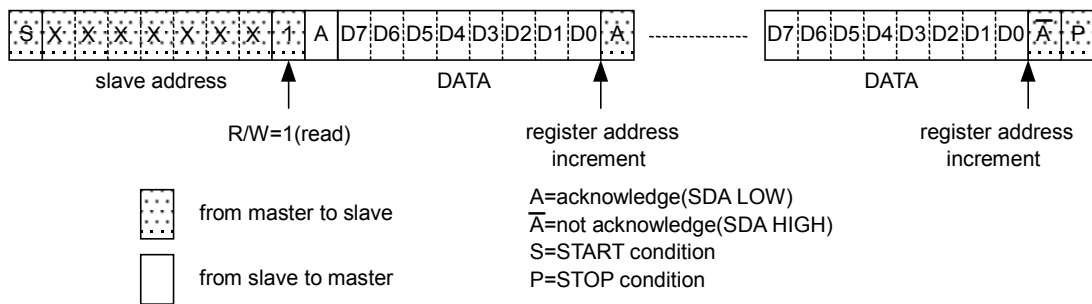 S X X X X X X X 1 A D7 D6 D5 D4 D3 D2 D1 D0 A D7 D6 D5 D4 D3 D2 D1 D0 A̅ P
slave address DATA DATA
R/W=1(read)
register address
increment
register address
increment
from master to slave
from slave to master
A=acknowledge(SDA LOW)
A̅=not acknowledge(SDA HIGH)
S=START condition
P=STOP condition